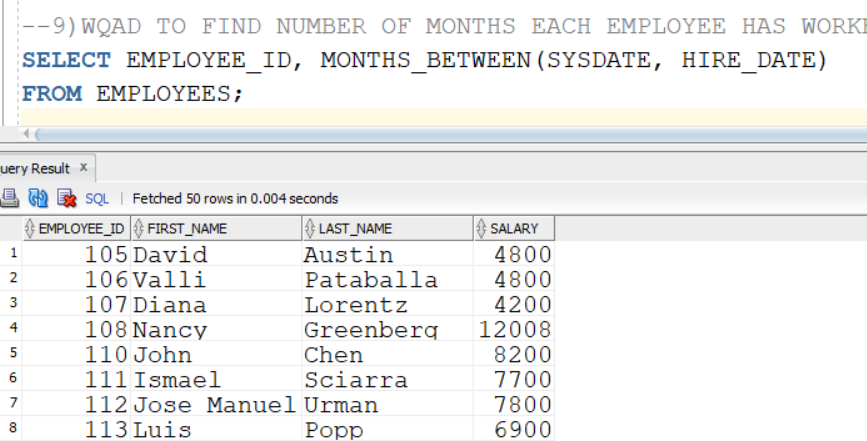 --9)WQAD TO FIND NUMBER OF MONTHS EACH EMPLOYEE HAS
SELECT EMPLOYEE_ID, MONTHS_BETWEEN(SYSDATE, HIRE_DATE)
FROM EMPLOYEES;
Result x
SQL | Fetched 50 rows in 0.004 seconds
EMPLOYEE_ID FIRST_NAME LAST_NAME SALARY
1 105 David Austin 4800
2 106 Valli Pataballa 4800
3 107 Diana Lorentz 4200
4 108 Nancy Greenberg 12008
5 110 John Chen 8200
6 111 Ismael Sciarra 7700
7 112 Jose Manuel Urman 7800
8 113 Luis Popp 6900